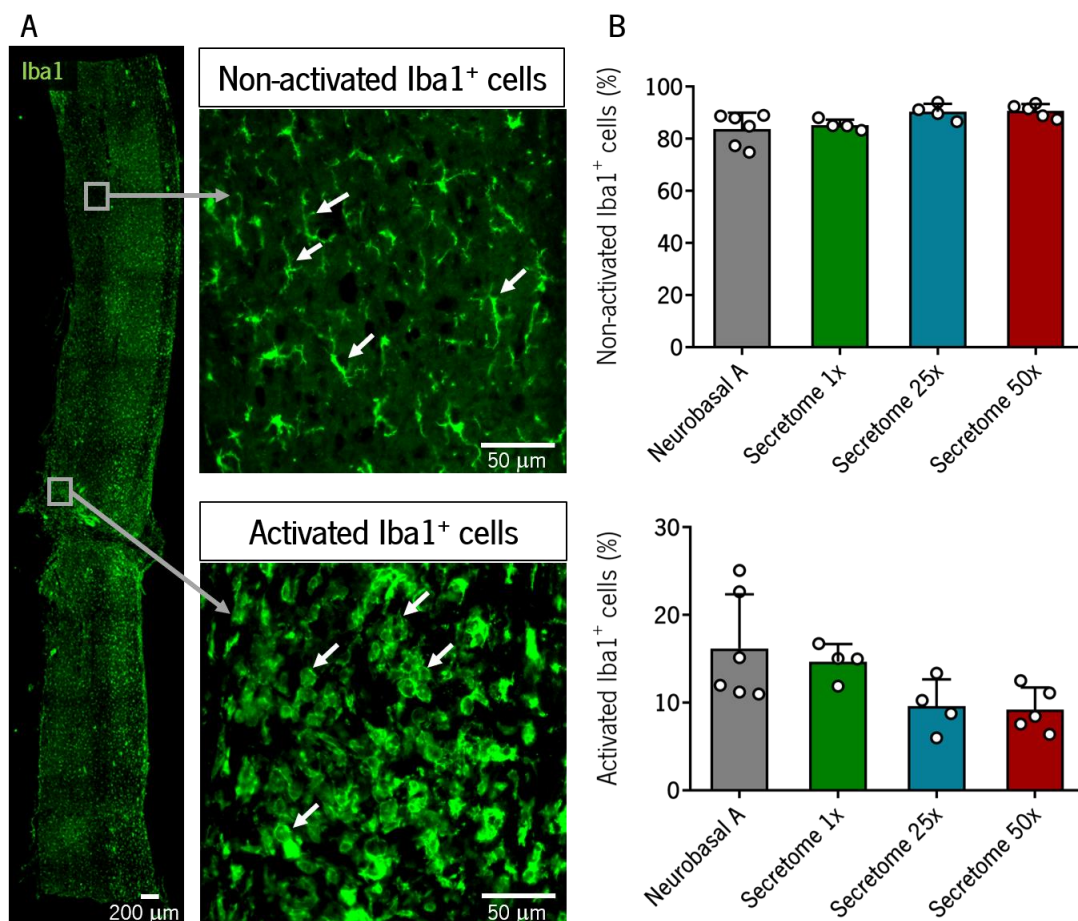 A
Iba1
Non-activated Iba1⁺ cells
50 µm
Activated Iba1⁺ cells
50 µm
200 µm
B
Non-activated Iba1⁺ cells (%)
100
80
60
40
20
0
Neurobasal A
Secretome 1x
Secretome 25x
Secretome 50x
Activated Iba1⁺ cells (%)
30
20
10
0
Neurobasal A
Secretome 1x
Secretome 25x
Secretome 50x